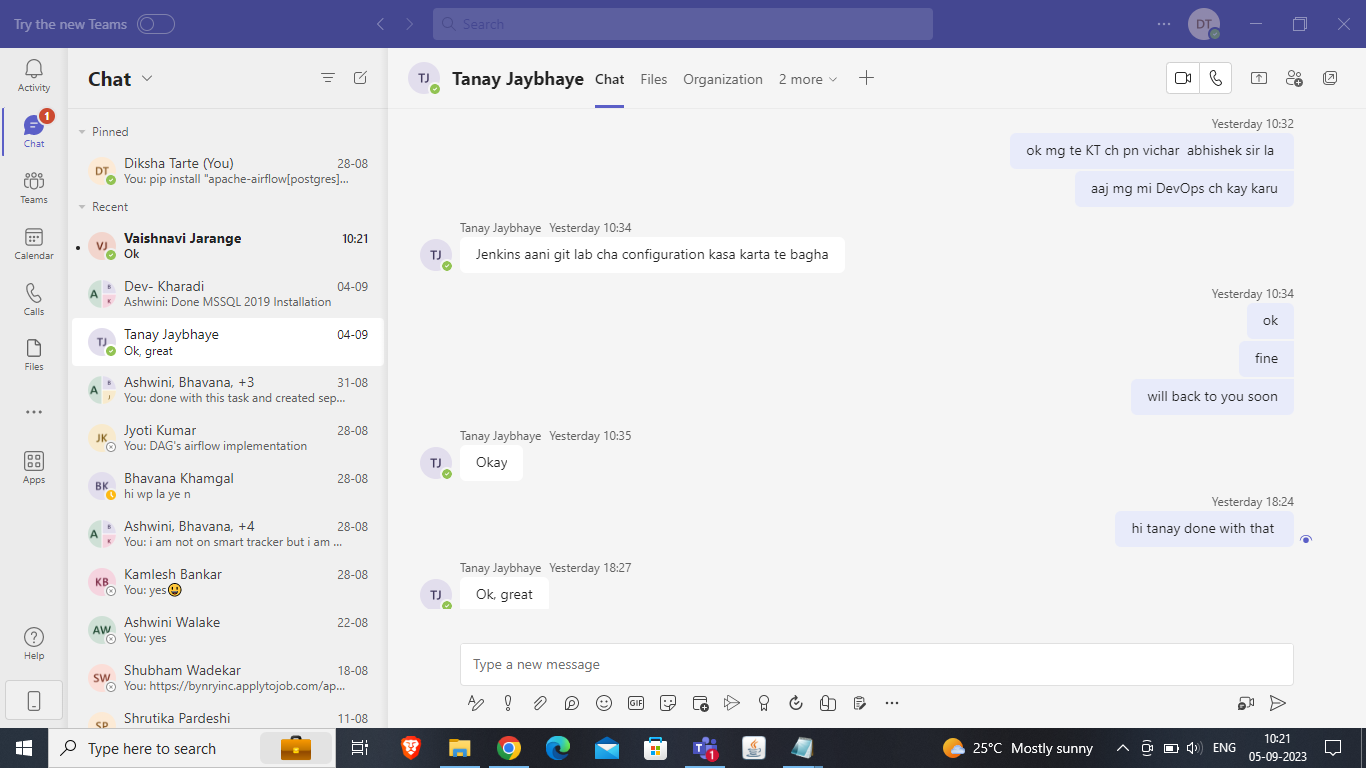 Try the new Teams
Search
DT
Activity
1
Chat
Teams
Calendar
Calls
Files
Apps
Help
Chat
Pinned
DT
Diksha Tarte (You) 28-08
You: pip install "apache-airflow[postgres]...
Recent
VJ
Vaishnavi Jarange 10:21
Ok
A B K
Dev- Kharadi 04-09
Ashwini: Done MSSQL 2019 Installation
TJ
Tanay Jaybhaye 04-09
Ok, great
A B J
Ashwini, Bhavana, +3 31-08
You: done with this task and created sep...
JK
Jyoti Kumar 28-08
You: DAG's airflow implementation
BK
Bhavana Khamgal 28-08
hi wp la ye n
A B K
Ashwini, Bhavana, +4 28-08
You: i am not on smart tracker but i am ...
KB
Kamlesh Bankar 28-08
You: yes😀
AW
Ashwini Walake 22-08
You: yes
SW
Shubham Wadekar 18-08
You: https://bynryinc.applytojob.com/ap...
SP
Shrutika Pardeshi 11-08
TJ
Tanay Jaybhaye Chat Files Organization 2 more
Yesterday 10:32
ok mg te KT ch pn vichar  abhishek sir la
aaj mg mi DevOps ch kay karu
Tanay Jaybhaye Yesterday 10:34
TJ
Jenkins aani git lab cha configuration kasa karta te bagha
Yesterday 10:34
ok
fine
will back to you soon
Tanay Jaybhaye Yesterday 10:35
TJ
Okay
Yesterday 18:24
hi tanay done with that
Tanay Jaybhaye Yesterday 18:27
TJ
Ok, great
Type a new message
GIF
Type here to search
1
25°C Mostly sunny
ENG
10:21
05-09-2023